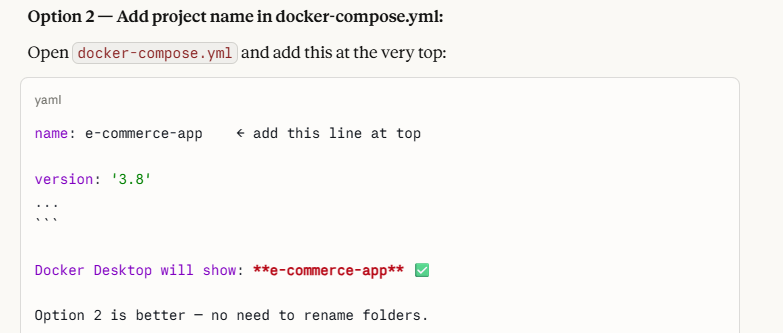 Option 2 — Add project name in docker-compose.yml:
Open docker-compose.yml and add this at the very top:
yaml
name: e-commerce-app    ← add this line at top
version: '3.8'
...
```
Docker Desktop will show: **e-commerce-app** ✅
Option 2 is better — no need to rename folders.